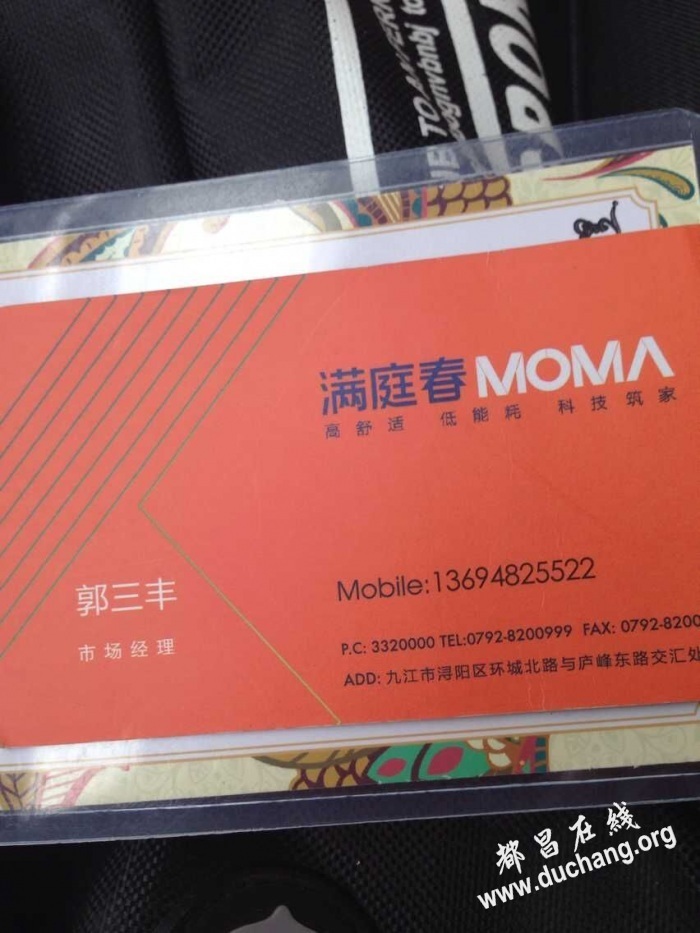 满庭春 MOMA
高舒适 低能耗 科技筑家
郭三丰
市场经理
Mobile:13694825522
P.C: 3320000 TEL:0792-8200999 FAX: 0792-8200
ADD: 九江市浔阳区环城北路与庐峰东路交汇处
都昌在线
www.duchang.org